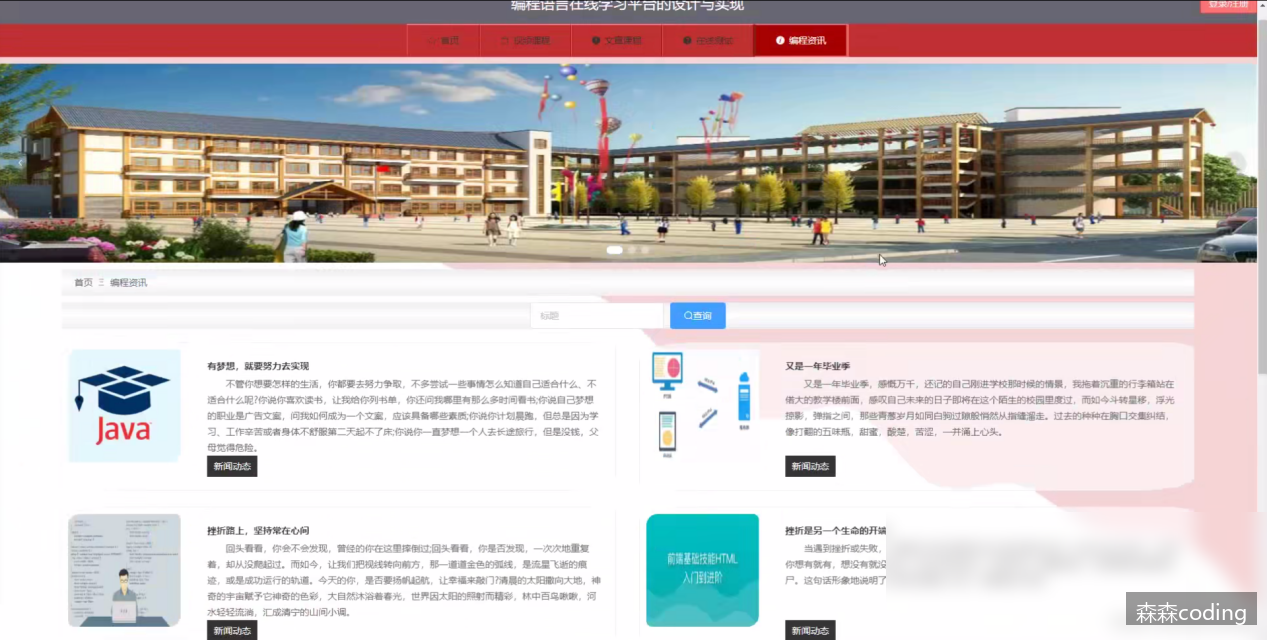 编程语言在线学习平台的设计与实现
登录/注册
首页
文章课程
编程资讯
首页 三 编程资讯
标题
查询
Java
有梦想，就要努力去实现
不管你想要怎样的生活，你都要去努力争取，不多尝试一些事情怎么知道自己适合什么、不
适合什么呢?你说你喜欢读书，让我给你列书单，你还问我哪里有那么多时间看书;你说自己梦想
的职业是广告文案，问我如何成为一个文案，应该具备哪些素质;你说你计划晨跑，但总是因为学
习、工作辛苦或者身体不舒服第二天起不了床;你说你一直梦想一个人去长途旅行，但是没钱，父
母觉得危险。
新闻动态
又是一年毕业季
又是一年毕业季，感慨万千，还记的自己刚进学校那时候的情景，我拖着沉重的行李箱站在
偌大的教学楼前面，感叹自己未来的日子即将在这个陌生的校园里度过，而如今斗转星移，浮光
掠影，弹指之间，那些青葱岁月如同白驹过隙般悄然从指缝溜走。过去的种种在胸口交集纠结，
像打翻的五味瓶，甜蜜，酸楚，苦涩，一并涌上心头。
新闻动态
挫折路上，坚持常在心间
回头看看，你会不会发现，曾经的你在这里摔倒过;回头看看，你是否发现，一次次地重复
着，却从没爬起过。而如今，让我们把视线转向前方，那一道道金色的弧线，是流星飞逝的痕
迹，或是成功运行的轨道。今天的你，是否要扬帆起航，让幸福来敲门?清晨的太阳撒向大地，神
奇的宇宙赋予它神奇的色彩，大自然沐浴着春光，世界因太阳的照射而精彩，林中百鸟啾啾，河
水轻轻流淌，汇成清宁的山间小调。
新闻动态
前端基础技能HTML
入门到进阶
挫折是另一个生命的开端
当遇到挫折或失败，
你想有就有，想没有就没
尸。这句话形象地说明了
新闻动态
森森coding